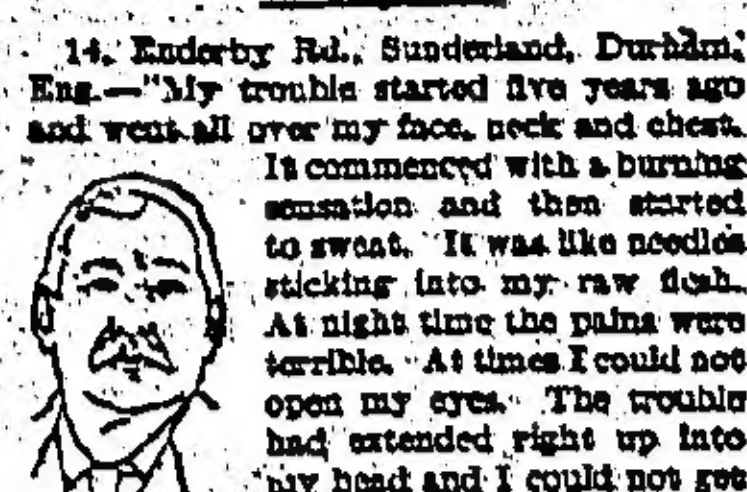 14, Enderby Rd., Sunderland, Durham,
Eng.—"My trouble started five years ago
and went all over my face, neck and chest.
It commenced with a burning
sensation and then started
to sweat. It was like needles
sticking into my raw flesh.
At night time the pains were
terrible. At times I could not
open my eyes. The trouble
had extended right up into
my head and I could not get